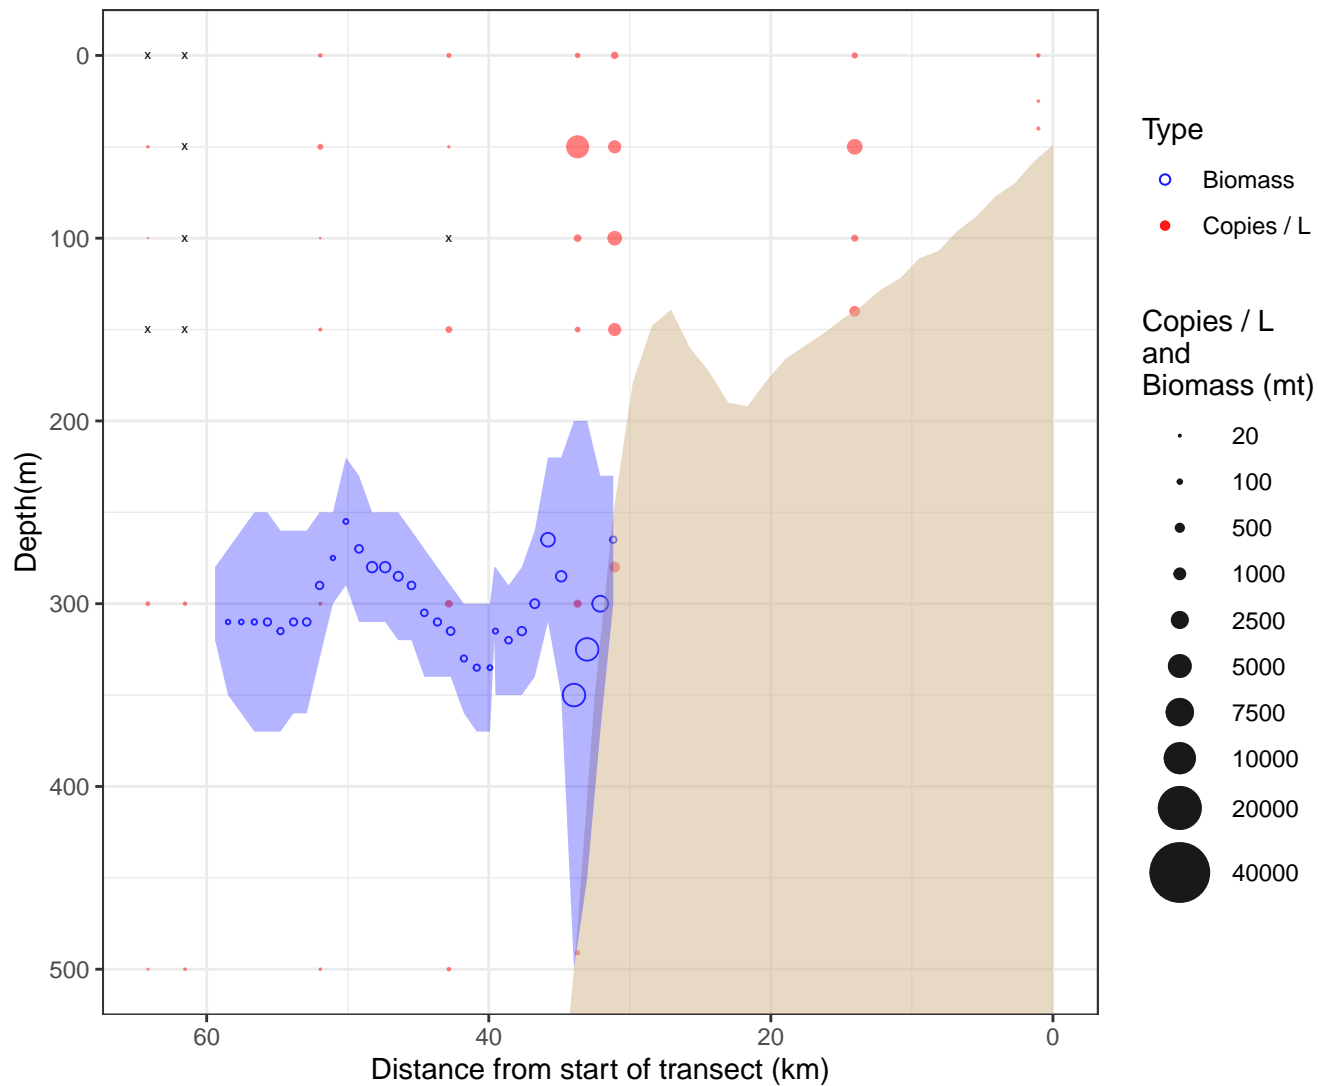 0
100
200
300
400
500
Depth(m)
x x
x
x x
x x
60 40 20 0
Distance from start of transect (km)
Type
Biomass
Copies / L
Copies / L
and
Biomass (mt)
20
100
500
1000
2500
5000
7500
10000
20000
40000